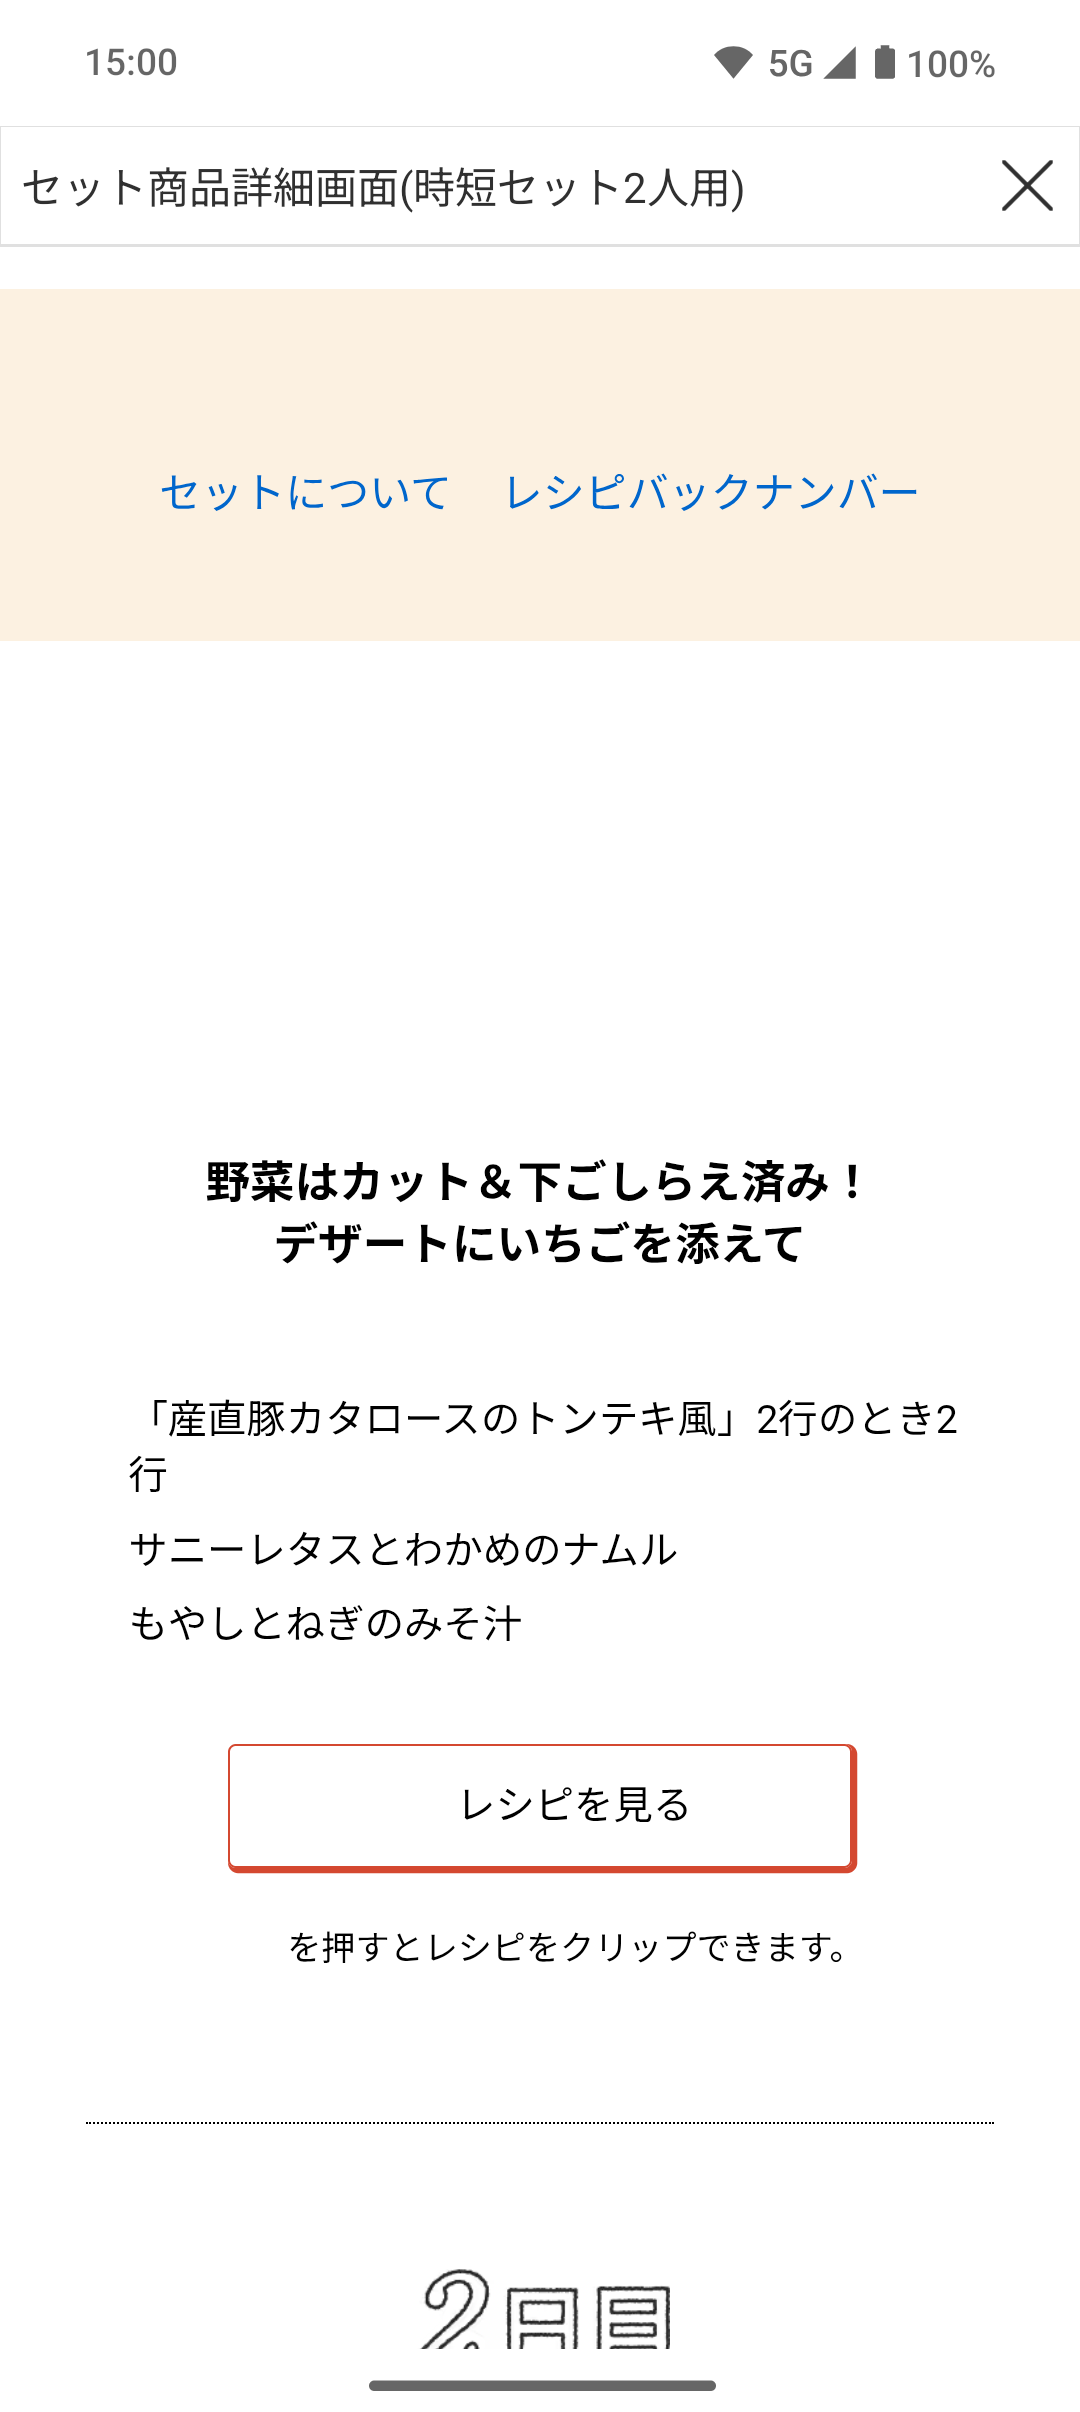 15:00
5G 100%
セット商品詳細画面(時短セット2人用)
セットについて レシピバックナンバー
野菜はカット＆下ごしらえ済み！
デザートにいちごを添えて
「産直豚カタロースのトンテキ風」2行のとき2
行
サニーレタスとわかめのナムル
もやしとねぎのみそ汁
レシピを見る
を押すとレシピをクリップできます。
2日目